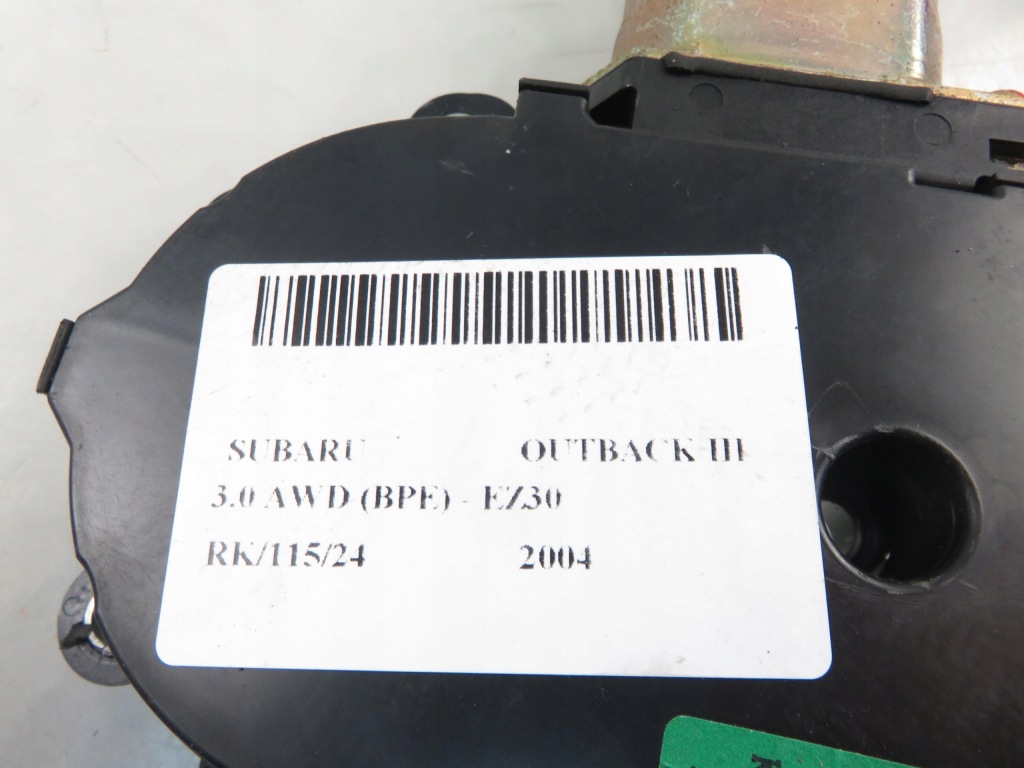 SUBARU OUTBACK III
3.0 AWD (BPE) - EZ30
RK/115/24 2004